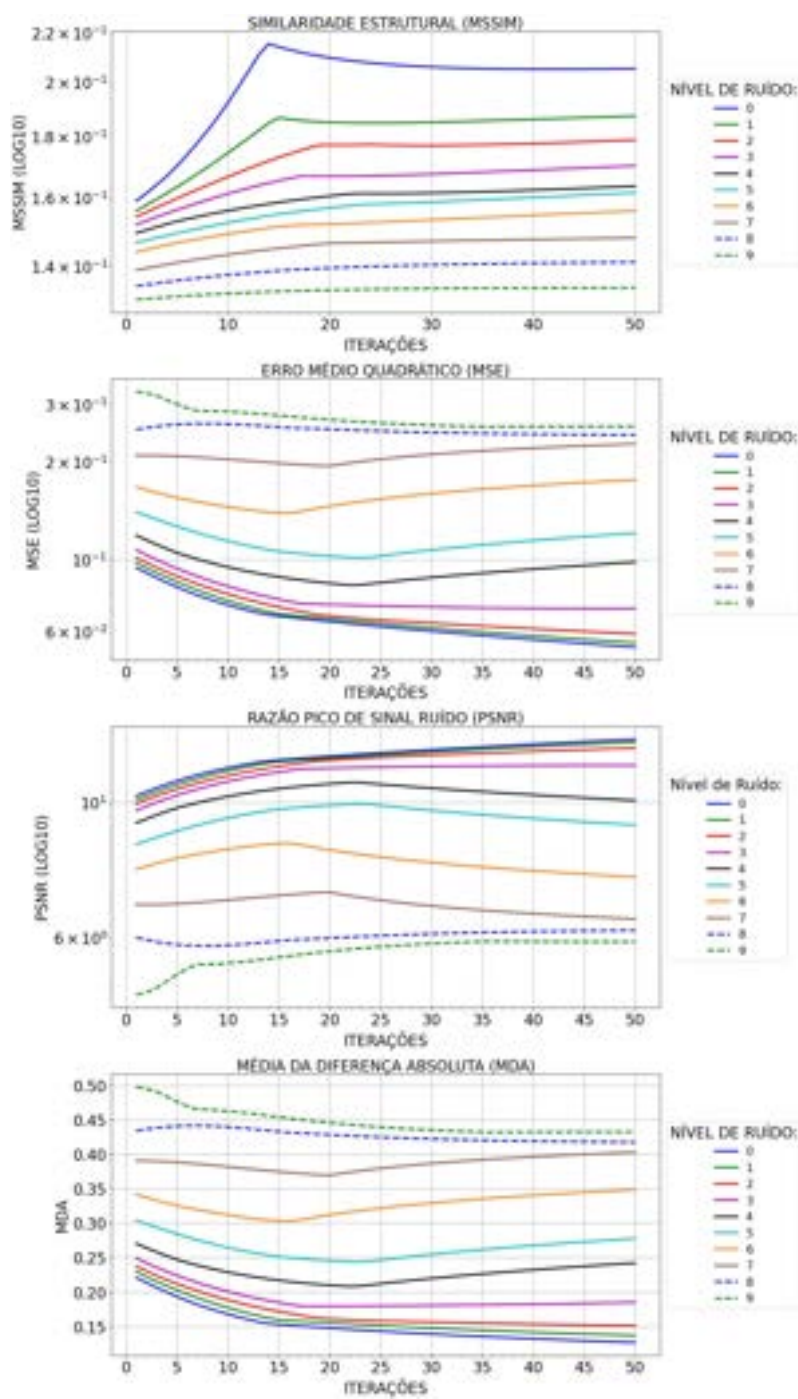 SIMILARIDADE ESTRUTURAL (MSSIM)
2.2 × 10⁻¹
2 × 10⁻¹
1.8 × 10⁻¹
1.6 × 10⁻¹
1.4 × 10⁻¹
MSSIM (LOG10)
0 10 20 30 40 50
ITERAÇÕES
NÍVEL DE RUÍDO:
0
1
2
3
4
5
6
7
8
9
ERRO MÉDIO QUADRÁTICO (MSE)
3 × 10⁻¹
2 × 10⁻¹
10⁻¹
6 × 10⁻²
MSE (LOG10)
0 5 10 15 20 25 30 35 40 45 50
ITERAÇÕES
NÍVEL DE RUÍDO:
0
1
2
3
4
5
6
7
8
9
RAZÃO PICO DE SINAL RUÍDO (PSNR)
10¹
6 × 10⁰
PSNR (LOG10)
0 5 10 15 20 25 30 35 40 45 50
ITERAÇÕES
Nível de Ruído:
0
1
2
3
4
5
6
7
8
9
MÉDIA DA DIFERENÇA ABSOLUTA (MDA)
0.50
0.45
0.40
0.35
0.30
0.25
0.20
0.15
MDA
0 5 10 15 20 25 30 35 40 45 50
ITERAÇÕES
NÍVEL DE RUÍDO:
0
1
2
3
4
5
6
7
8
9